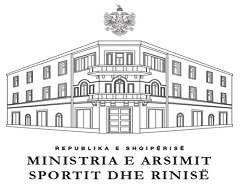 REPUBLIKA E SHQIPËRISË
MINISTRIA E ARSIMIT
SPORTIT DHE RINISË